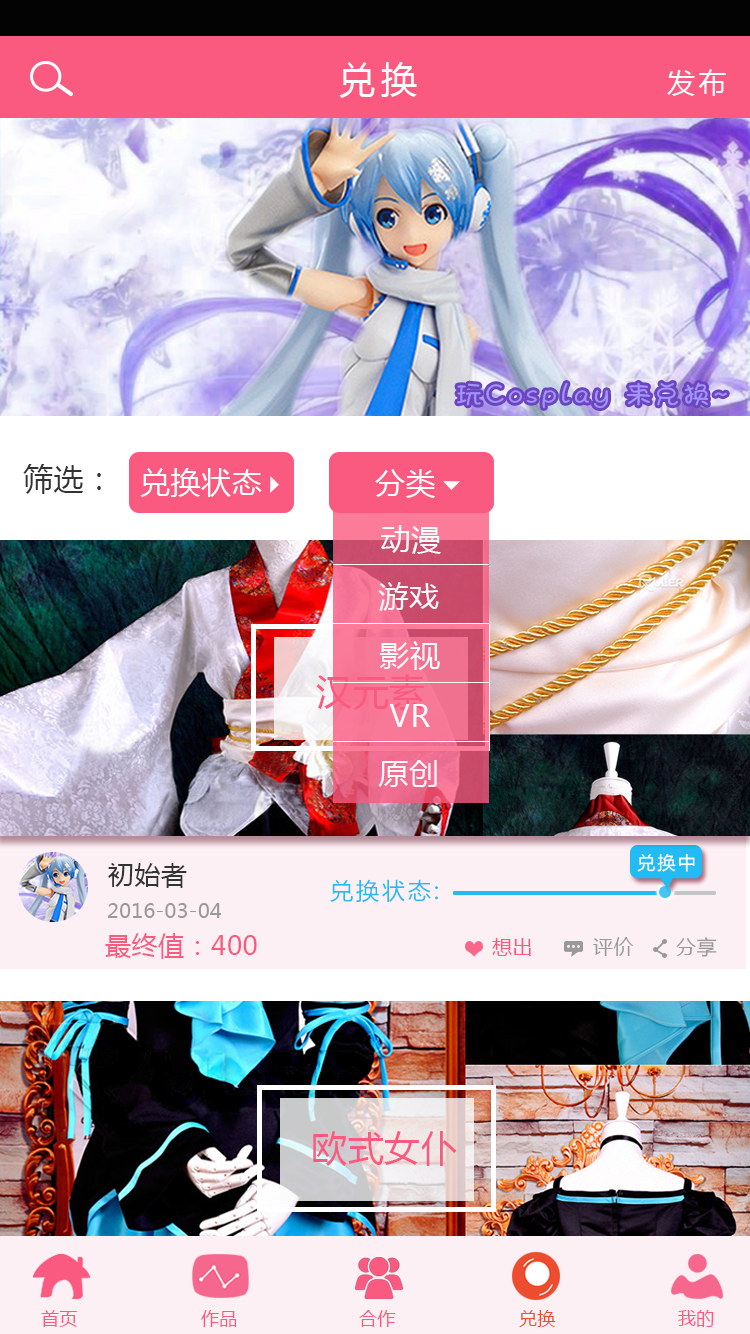 兑换
发布
玩Cosplay 来兑换~
筛选：
兑换状态
分类
动漫
游戏
影视
VR
原创
汉元素
初始者
2016-03-04
最终值：400
兑换状态:
兑换中
想出
评价
分享
欧式女仆
首页
作品
合作
兑换
我的